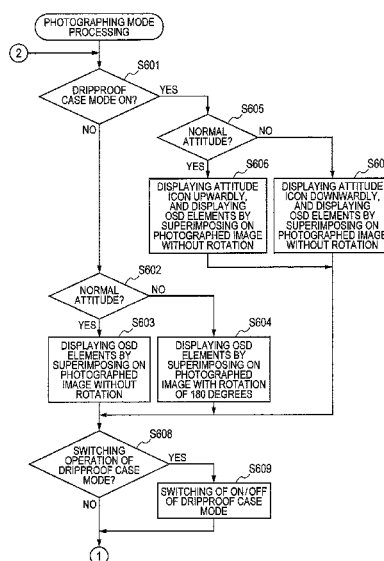 PHOTOGRAPHING MODE
PROCESSING
2
S601
DRIPPROOF
CASE MODE ON?
YES
NO
S605
NORMAL
ATTITUDE?
YES
NO
S606
DISPLAYING ATTITUDE
ICON UPWARDLY,
AND DISPLAYING
OSD ELEMENTS BY
SUPERIMPOSING ON
PHOTOGRAPHED IMAGE
WITHOUT ROTATION
DISPLAYING ATTITUDE
ICON DOWNWARDLY,
AND DISPLAYING
OSD ELEMENTS BY
SUPERIMPOSING ON
PHOTOGRAPHED IMAGE
WITHOUT ROTATION
S602
NORMAL
ATTITUDE?
YES
NO
S603
DISPLAYING OSD
ELEMENTS BY
SUPERIMPOSING ON
PHOTOGRAPHED
IMAGE WITHOUT
ROTATION
S604
DISPLAYING OSD
ELEMENTS BY
SUPERIMPOSING ON
PHOTOGRAPHED
IMAGE WITH ROTATION
OF 180 DEGREES
S608
SWITCHING
OPERATION OF
DRIPPROOF CASE
MODE?
YES
NO
S609
SWITCHING OF ON/OFF
OF DRIPPROOF CASE
MODE
1